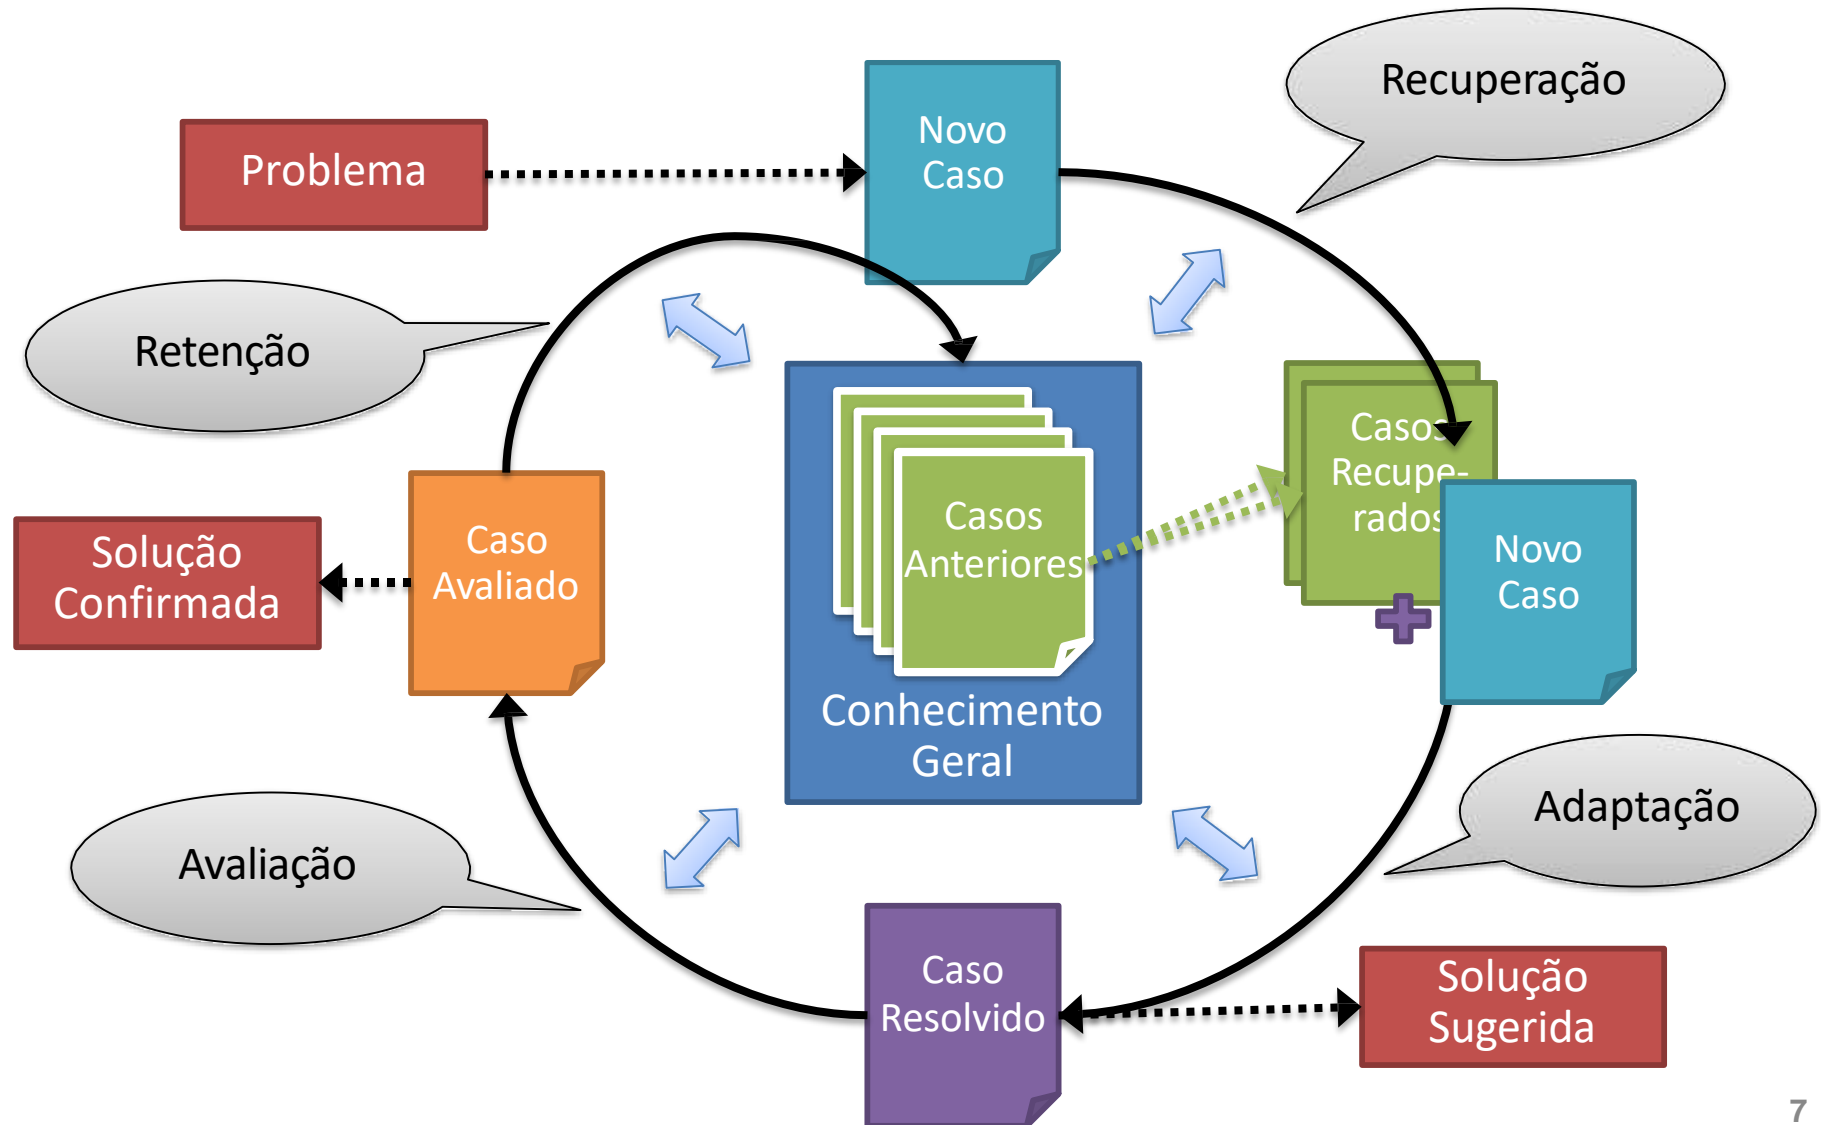 Recuperação
Novo
Caso
Problema
Retenção
Casos
Recupe-
rados
Casos
Anteriores
Novo
Caso
Caso
Avaliado
Solução
Confirmada
Conhecimento
Geral
Adaptação
Avaliação
Caso
Resolvido
Solução
Sugerida
7